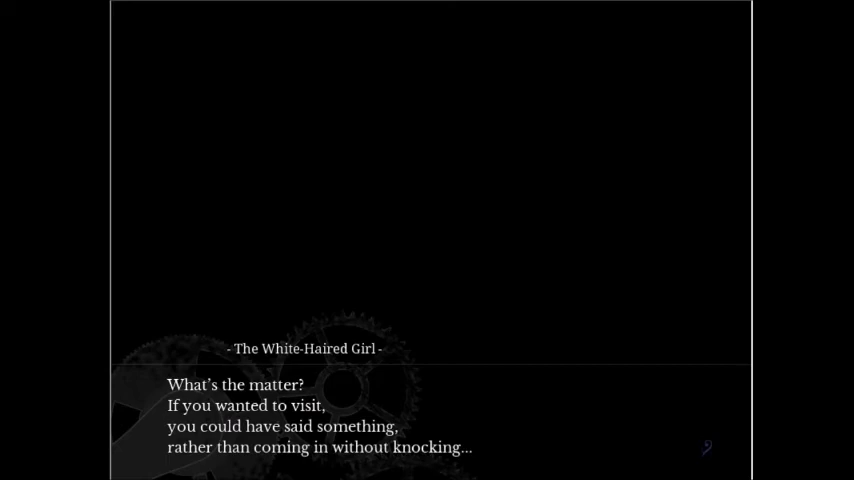 - The White-Haired Girl -
What's the matter?
If you wanted to visit,
you could have said something,
rather than coming in without knocking...